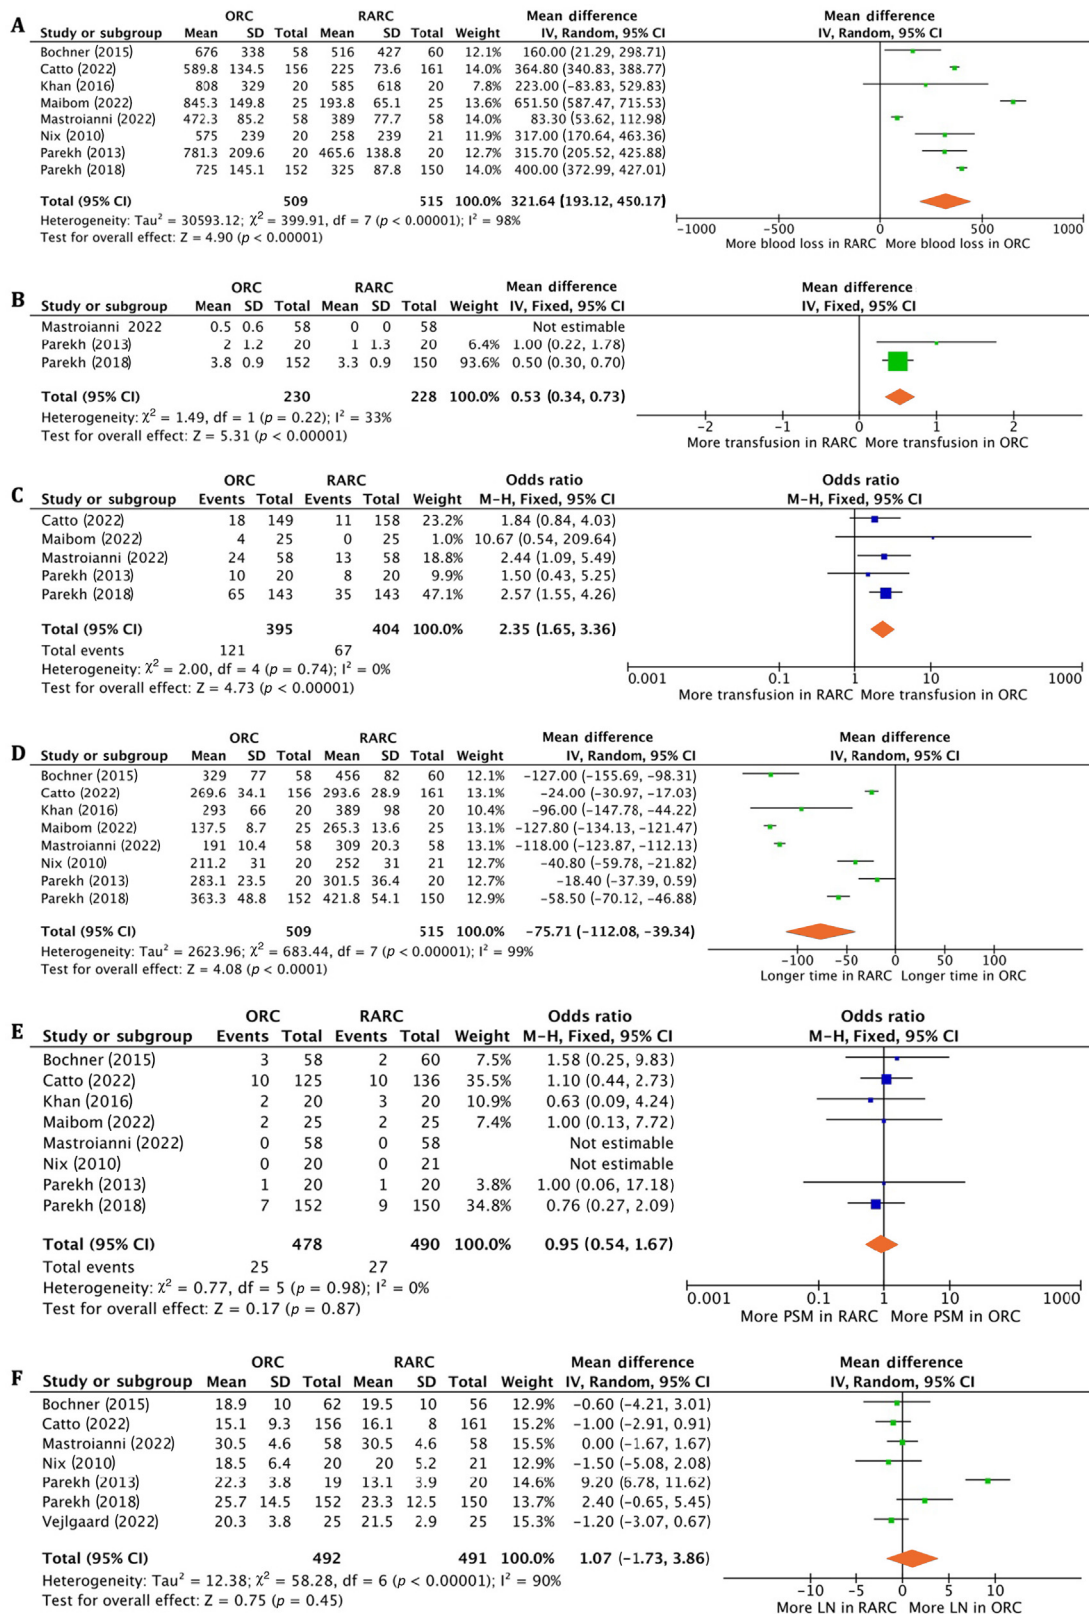 A
ORC RARC Mean difference Mean difference
Study or subgroup Mean SD Total Mean SD Total Weight IV, Random, 95% CI IV, Random, 95% CI
Bochner (2015) 676 338 58 516 427 60 12.1% 160.00 (21.29, 298.71)
Catto (2022) 589.8 134.5 156 225 73.6 161 14.0% 364.80 (340.83, 388.77)
Khan (2016) 808 329 20 585 618 20 7.8% 223.00 (-83.83, 529.83)
Maibom (2022) 845.3 149.8 25 193.8 65.1 25 13.6% 651.50 (587.47, 715.53)
Mastroianni (2022) 472.3 85.2 58 389 77.7 58 14.0% 83.30 (53.62, 112.98)
Nix (2010) 575 239 20 258 239 21 11.9% 317.00 (170.64, 463.36)
Parekh (2013) 781.3 209.6 20 465.6 138.8 20 12.7% 315.70 (205.52, 425.88)
Parekh (2018) 725 145.1 152 325 87.8 150 14.0% 400.00 (372.99, 427.01)
Total (95% CI) 509 515 100.0% 321.64 (193.12, 450.17)
Heterogeneity: Tau² = 30593.12; χ² = 399.91, df = 7 (p < 0.00001); I² = 98%
Test for overall effect: Z = 4.90 (p < 0.00001)
-1000 -500 0 500 1000
More blood loss in RARC More blood loss in ORC
B
ORC RARC Mean difference Mean difference
Study or subgroup Mean SD Total Mean SD Total Weight IV, Fixed, 95% CI IV, Fixed, 95% CI
Mastroianni 2022 0.5 0.6 58 0 0 58 Not estimable
Parekh (2013) 2 1.2 20 1 1.3 20 6.4% 1.00 (0.22, 1.78)
Parekh (2018) 3.8 0.9 152 3.3 0.9 150 93.6% 0.50 (0.30, 0.70)
Total (95% CI) 230 228 100.0% 0.53 (0.34, 0.73)
Heterogeneity: χ² = 1.49, df = 1 (p = 0.22); I² = 33%
Test for overall effect: Z = 5.31 (p < 0.00001)
-2 -1 0 1 2
More transfusion in RARC More transfusion in ORC
C
ORC RARC Odds ratio Odds ratio
Study or subgroup Events Total Events Total Weight M-H, Fixed, 95% CI M-H, Fixed, 95% CI
Catto (2022) 18 149 11 158 23.2% 1.84 (0.84, 4.03)
Maibom (2022) 4 25 0 25 1.0% 10.67 (0.54, 209.64)
Mastroianni (2022) 24 58 13 58 18.8% 2.44 (1.09, 5.49)
Parekh (2013) 10 20 8 20 9.9% 1.50 (0.43, 5.25)
Parekh (2018) 65 143 35 143 47.1% 2.57 (1.55, 4.26)
Total (95% CI) 395 404 100.0% 2.35 (1.65, 3.36)
Total events 121 67
Heterogeneity: χ² = 2.00, df = 4 (p = 0.74); I² = 0%
Test for overall effect: Z = 4.73 (p < 0.00001)
0.001 0.1 1 10 1000
More transfusion in RARC More transfusion in ORC
D
ORC RARC Mean difference Mean difference
Study or subgroup Mean SD Total Mean SD Total Weight IV, Random, 95% CI IV, Random, 95% CI
Bochner (2015) 329 77 58 456 82 60 12.1% -127.00 (-155.69, -98.31)
Catto (2022) 269.6 34.1 156 293.6 28.9 161 13.1% -24.00 (-30.97, -17.03)
Khan (2016) 293 66 20 389 98 20 10.4% -96.00 (-147.78, -44.22)
Maibom (2022) 137.5 8.7 25 265.3 13.6 25 13.1% -127.80 (-134.13, -121.47)
Mastroianni (2022) 191 10.4 58 309 20.3 58 13.1% -118.00 (-123.87, -112.13)
Nix (2010) 211.2 31 20 252 31 21 12.7% -40.80 (-59.78, -21.82)
Parekh (2013) 283.1 23.5 20 301.5 36.4 20 12.7% -18.40 (-37.39, 0.59)
Parekh (2018) 363.3 48.8 152 421.8 54.1 150 12.9% -58.50 (-70.12, -46.88)
Total (95% CI) 509 515 100.0% -75.71 (-112.08, -39.34)
Heterogeneity: Tau² = 2623.96; χ² = 683.44, df = 7 (p < 0.00001); I² = 99%
Test for overall effect: Z = 4.08 (p < 0.0001)
-100 -50 0 50 100
Longer time in RARC Longer time in ORC
E
ORC RARC Odds ratio Odds ratio
Study or subgroup Events Total Events Total Weight M-H, Fixed, 95% CI M-H, Fixed, 95% CI
Bochner (2015) 3 58 2 60 7.5% 1.58 (0.25, 9.83)
Catto (2022) 10 125 10 136 35.5% 1.10 (0.44, 2.73)
Khan (2016) 2 20 3 20 10.9% 0.63 (0.09, 4.24)
Maibom (2022) 2 25 2 25 7.4% 1.00 (0.13, 7.72)
Mastroianni (2022) 0 58 0 58 Not estimable
Nix (2010) 0 20 0 21 Not estimable
Parekh (2013) 1 20 1 20 3.8% 1.00 (0.06, 17.18)
Parekh (2018) 7 152 9 150 34.8% 0.76 (0.27, 2.09)
Total (95% CI) 478 490 100.0% 0.95 (0.54, 1.67)
Total events 25 27
Heterogeneity: χ² = 0.77, df = 5 (p = 0.98); I² = 0%
Test for overall effect: Z = 0.17 (p = 0.87)
0.001 0.1 1 10 1000
More PSM in RARC More PSM in ORC
F
ORC RARC Mean difference Mean difference
Study or subgroup Mean SD Total Mean SD Total Weight IV, Random, 95% CI IV, Random, 95% CI
Bochner (2015) 18.9 10 62 19.5 10 56 12.9% -0.60 (-4.21, 3.01)
Catto (2022) 15.1 9.3 156 16.1 8 161 15.2% -1.00 (-2.91, 0.91)
Mastroianni (2022) 30.5 4.6 58 30.5 4.6 58 15.5% 0.00 (-1.67, 1.67)
Nix (2010) 18.5 6.4 20 20 5.2 21 12.9% -1.50 (-5.08, 2.08)
Parekh (2013) 22.3 3.8 19 13.1 3.9 20 14.6% 9.20 (6.78, 11.62)
Parekh (2018) 25.7 14.5 152 23.3 12.5 150 13.7% 2.40 (-0.65, 5.45)
Vejlgaard (2022) 20.3 3.8 25 21.5 2.9 25 15.3% -1.20 (-3.07, 0.67)
Total (95% CI) 492 491 100.0% 1.07 (-1.73, 3.86)
Heterogeneity: Tau² = 12.38; χ² = 58.28, df = 6 (p < 0.00001); I² = 90%
Test for overall effect: Z = 0.75 (p = 0.45)
-10 -5 0 5 10
More LN in RARC More LN in ORC